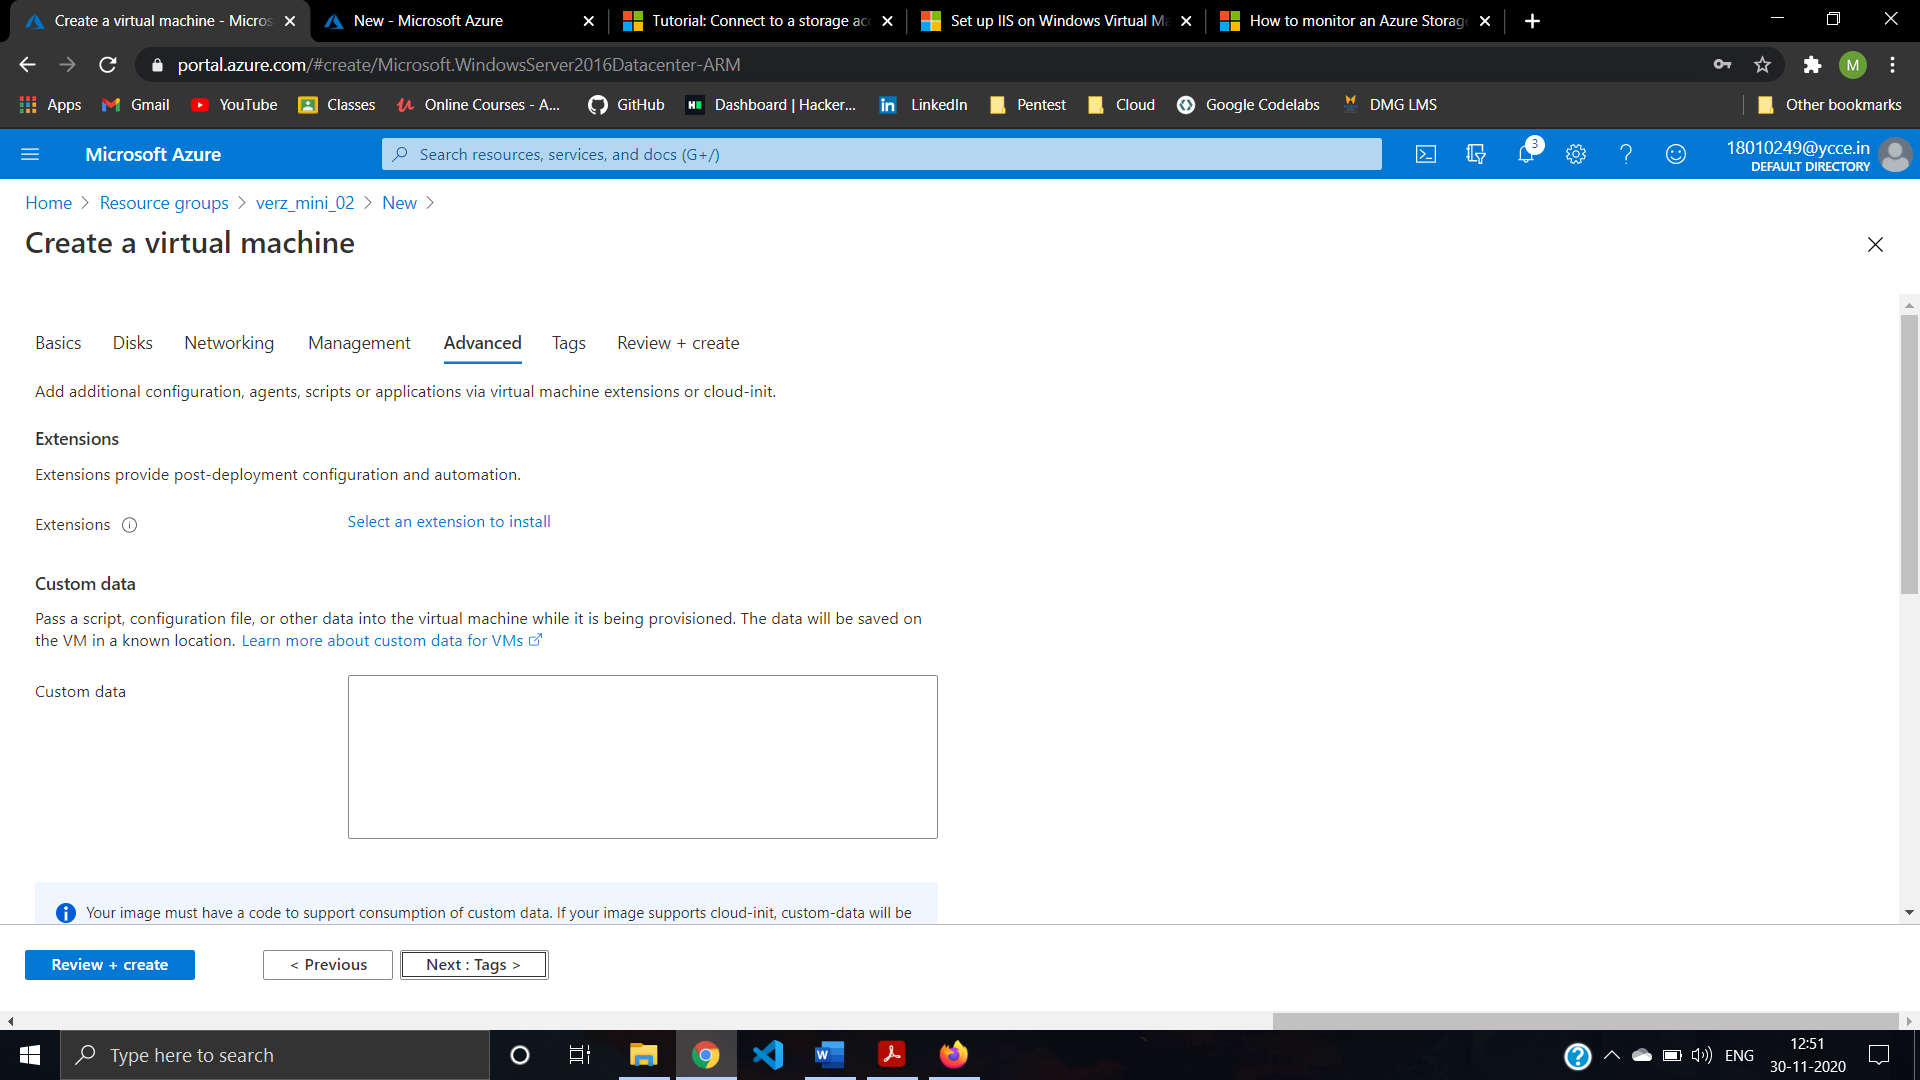 Create a virtual machine - Micros
New - Microsoft Azure
Tutorial: Connect to a storage acc
Set up IIS on Windows Virtual Ma
How to monitor an Azure Storage
portal.azure.com/#create/Microsoft.WindowsServer2016Datacenter-ARM
M
Apps
Gmail
YouTube
Classes
Online Courses - A...
GitHub
Dashboard | Hacker...
LinkedIn
Pentest
Cloud
Google Codelabs
DMG LMS
Other bookmarks
Microsoft Azure
Search resources, services, and docs (G+/)
3
18010249@ycce.in
DEFAULT DIRECTORY
Home > Resource groups > verz_mini_02 > New >
Create a virtual machine
Basics
Disks
Networking
Management
Advanced
Tags
Review + create
Add additional configuration, agents, scripts or applications via virtual machine extensions or cloud-init.
Extensions
Extensions provide post-deployment configuration and automation.
Extensions
Select an extension to install
Custom data
Pass a script, configuration file, or other data into the virtual machine while it is being provisioned. The data will be saved on
the VM in a known location. Learn more about custom data for VMs
Custom data
Your image must have a code to support consumption of custom data. If your image supports cloud-init, custom-data will be
Review + create
< Previous
Next : Tags >
Type here to search
ENG
12:51
30-11-2020